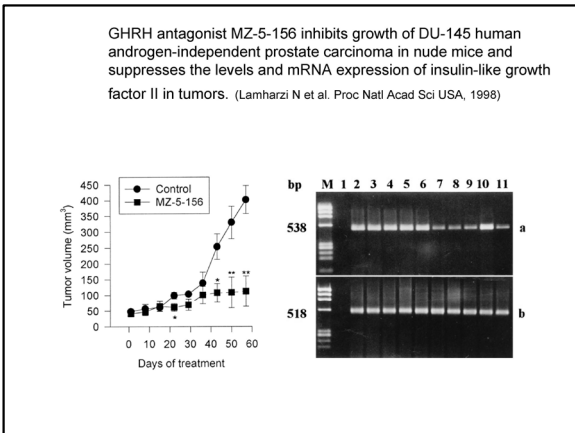 GHRH antagonist MZ-5-156 inhibits growth of DU-145 human
androgen-independent prostate carcinoma in nude mice and
suppresses the levels and mRNA expression of insulin-like growth
factor II in tumors. (Lamharzi N et al. Proc Natl Acad Sci USA, 1998)
Control
MZ-5-156
Tumor volume (mm³)
450
400
350
300
250
200
150
100
50
0
* ** **
*
0 10 20 30 40 50 60
Days of treatment
bp M 1 2 3 4 5 6 7 8 9 10 11
538 a
518 b